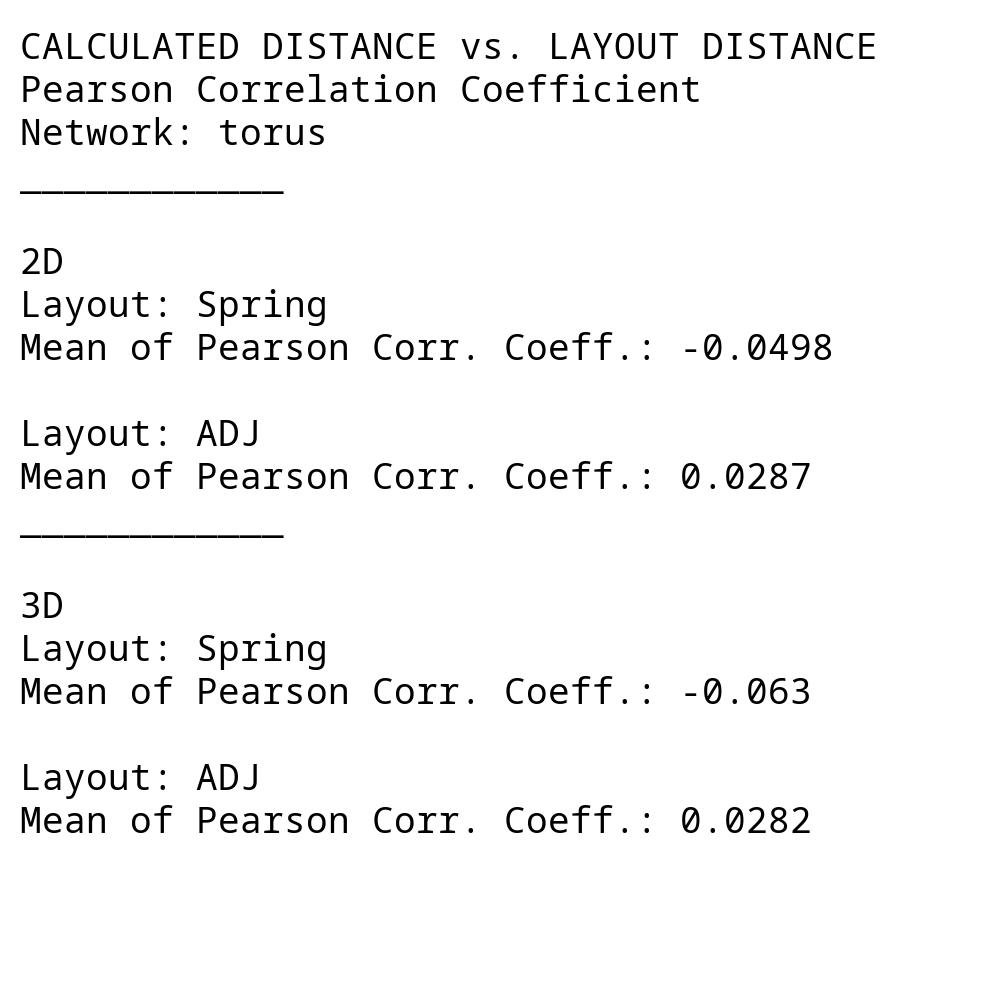 CALCULATED DISTANCE vs. LAYOUT DISTANCE
Pearson Correlation Coefficient
Network: torus
____________
2D
Layout: Spring
Mean of Pearson Corr. Coeff.: -0.0498
Layout: ADJ
Mean of Pearson Corr. Coeff.: 0.0287
____________
3D
Layout: Spring
Mean of Pearson Corr. Coeff.: -0.063
Layout: ADJ
Mean of Pearson Corr. Coeff.: 0.0282